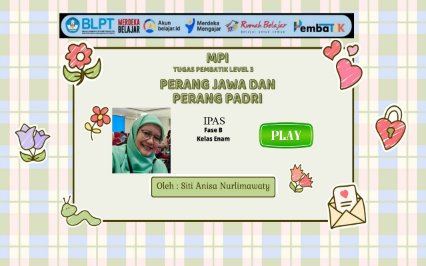 BLPT
MERDEKA
BELAJAR
Akun
belajar.id
Merdeka
Mengajar
Rumah Belajar
PembaTIK
MPI
TUGAS PEMBATIK LEVEL 3
PERANG JAWA DAN
PERANG PADRI
IPAS
Fase B
Kelas Enam
PLAY
Oleh : Siti Anisa Nurlimawaty